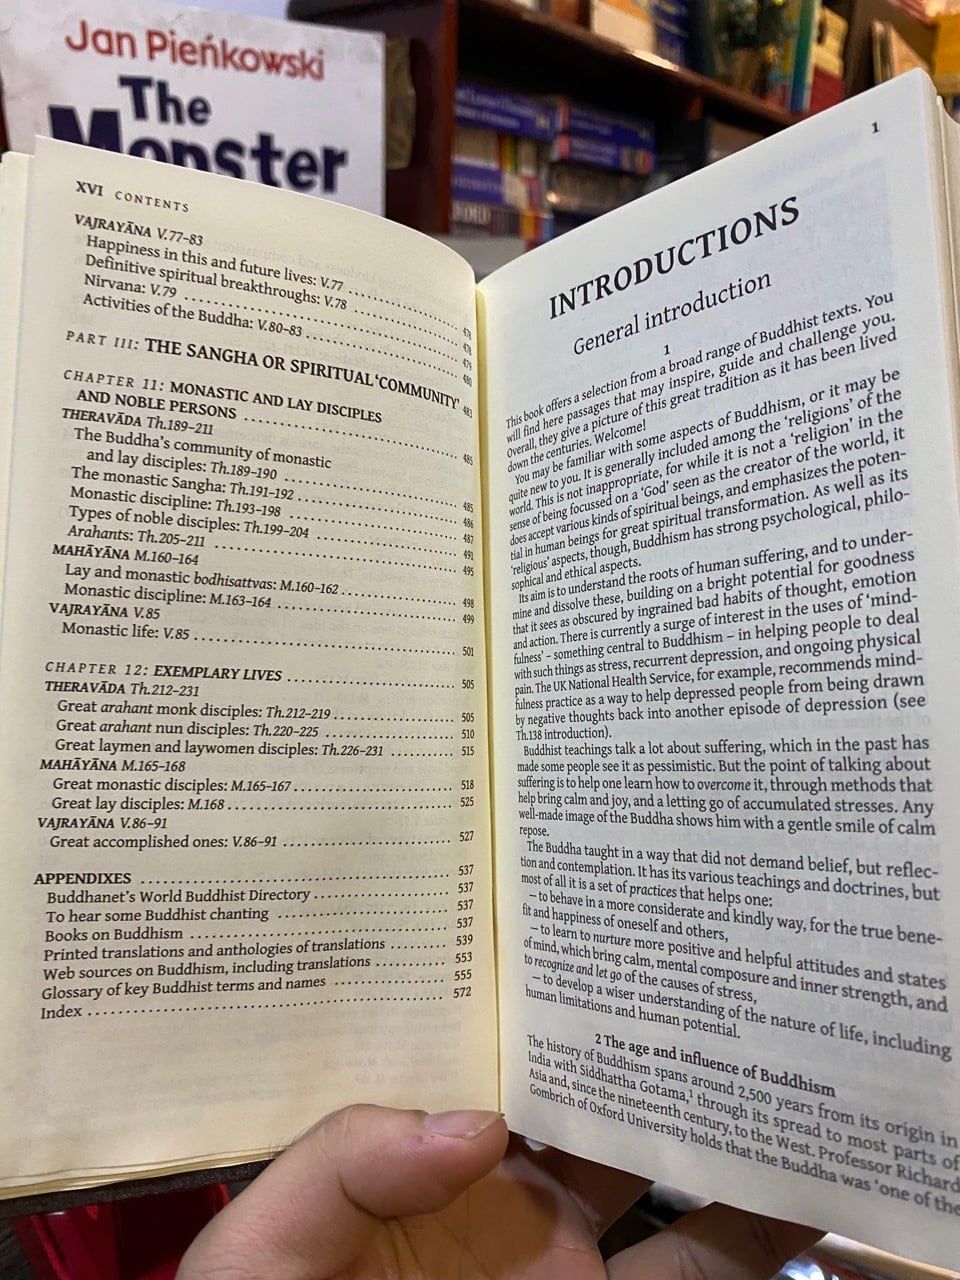 Jan Pieńkowski
The
Monster
XVI CONTENTS
VAJRAYĀNA V.77–83
Happiness in this and future lives: V.77 .................... 478
Definitive spiritual breakthroughs: V.78 .................... 478
Nirvana: V.79 .................... 479
Activities of the Buddha: V.80–83 .................... 480
PART III: THE SANGHA OR SPIRITUAL 'COMMUNITY' 483
CHAPTER 11: MONASTIC AND LAY DISCIPLES
AND NOBLE PERSONS .................... 485
THERAVĀDA Th.189–211
The Buddha's community of monastic
and lay disciples: Th.189–190 .................... 485
The monastic Sangha: Th.191–192 .................... 486
Monastic discipline: Th.193–198 .................... 487
Types of noble disciples: Th.199–204 .................... 491
Arahants: Th.205–211 .................... 495
MAHĀYĀNA M.160–164
Lay and monastic bodhisattvas: M.160–162 .................... 498
Monastic discipline: M.163–164 .................... 499
VAJRAYĀNA V.85
Monastic life: V.85 .................... 501
CHAPTER 12: EXEMPLARY LIVES .................... 505
THERAVĀDA Th.212–231
Great arahant monk disciples: Th.212–219 .................... 505
Great arahant nun disciples: Th.220–225 .................... 510
Great laymen and laywomen disciples: Th.226–231 .................... 515
MAHĀYĀNA M.165–168
Great monastic disciples: M.165–167 .................... 518
Great lay disciples: M.168 .................... 525
VAJRAYĀNA V.86–91
Great accomplished ones: V.86–91 .................... 527
APPENDIXES .................... 537
Buddhanet's World Buddhist Directory .................... 537
To hear some Buddhist chanting .................... 537
Books on Buddhism .................... 537
Printed translations and anthologies of translations .................... 539
Web sources on Buddhism, including translations .................... 553
Glossary of key Buddhist terms and names .................... 555
Index .................... 572
1
INTRODUCTIONS
General introduction
1
This book offers a selection from a broad range of Buddhist texts. You
will find here passages that may inspire, guide and challenge you.
Overall, they give a picture of this great tradition as it has been lived
down the centuries. Welcome!
You may be familiar with some aspects of Buddhism, or it may be
quite new to you. It is generally included among the 'religions' of the
world. This is not inappropriate, for while it is not a 'religion' in the
sense of being focussed on a 'God' seen as the creator of the world, it
does accept various kinds of spiritual beings, and emphasizes the poten-
tial in human beings for great spiritual transformation. As well as its
'religious' aspects, though, Buddhism has strong psychological, philo-
sophical and ethical aspects.
Its aim is to understand the roots of human suffering, and to under-
mine and dissolve these, building on a bright potential for goodness
that it sees as obscured by ingrained bad habits of thought, emotion
and action. There is currently a surge of interest in the uses of 'mind-
fulness' – something central to Buddhism – in helping people to deal
with such things as stress, recurrent depression, and ongoing physical
pain. The UK National Health Service, for example, recommends mind-
fulness practice as a way to help depressed people from being drawn
by negative thoughts back into another episode of depression (see
Th.138 introduction).
Buddhist teachings talk a lot about suffering, which in the past has
made some people see it as pessimistic. But the point of talking about
suffering is to help one learn how to overcome it, through methods that
help bring calm and joy, and a letting go of accumulated stresses. Any
well-made image of the Buddha shows him with a gentle smile of calm
repose.
The Buddha taught in a way that did not demand belief, but reflec-
tion and contemplation. It has its various teachings and doctrines, but
most of all it is a set of practices that helps one:
– to behave in a more considerate and kindly way, for the true bene-
fit and happiness of oneself and others,
– to learn to nurture more positive and helpful attitudes and states
of mind, which bring calm, mental composure and inner strength, and
to recognize and let go of the causes of stress,
– to develop a wiser understanding of the nature of life, including
human limitations and human potential.
2 The age and influence of Buddhism
The history of Buddhism spans around 2,500 years from its origin in
India with Siddhattha Gotama,¹ through its spread to most parts of
Asia and, since the nineteenth century, to the West. Professor Richard
Gombrich of Oxford University holds that the Buddha was 'one of the